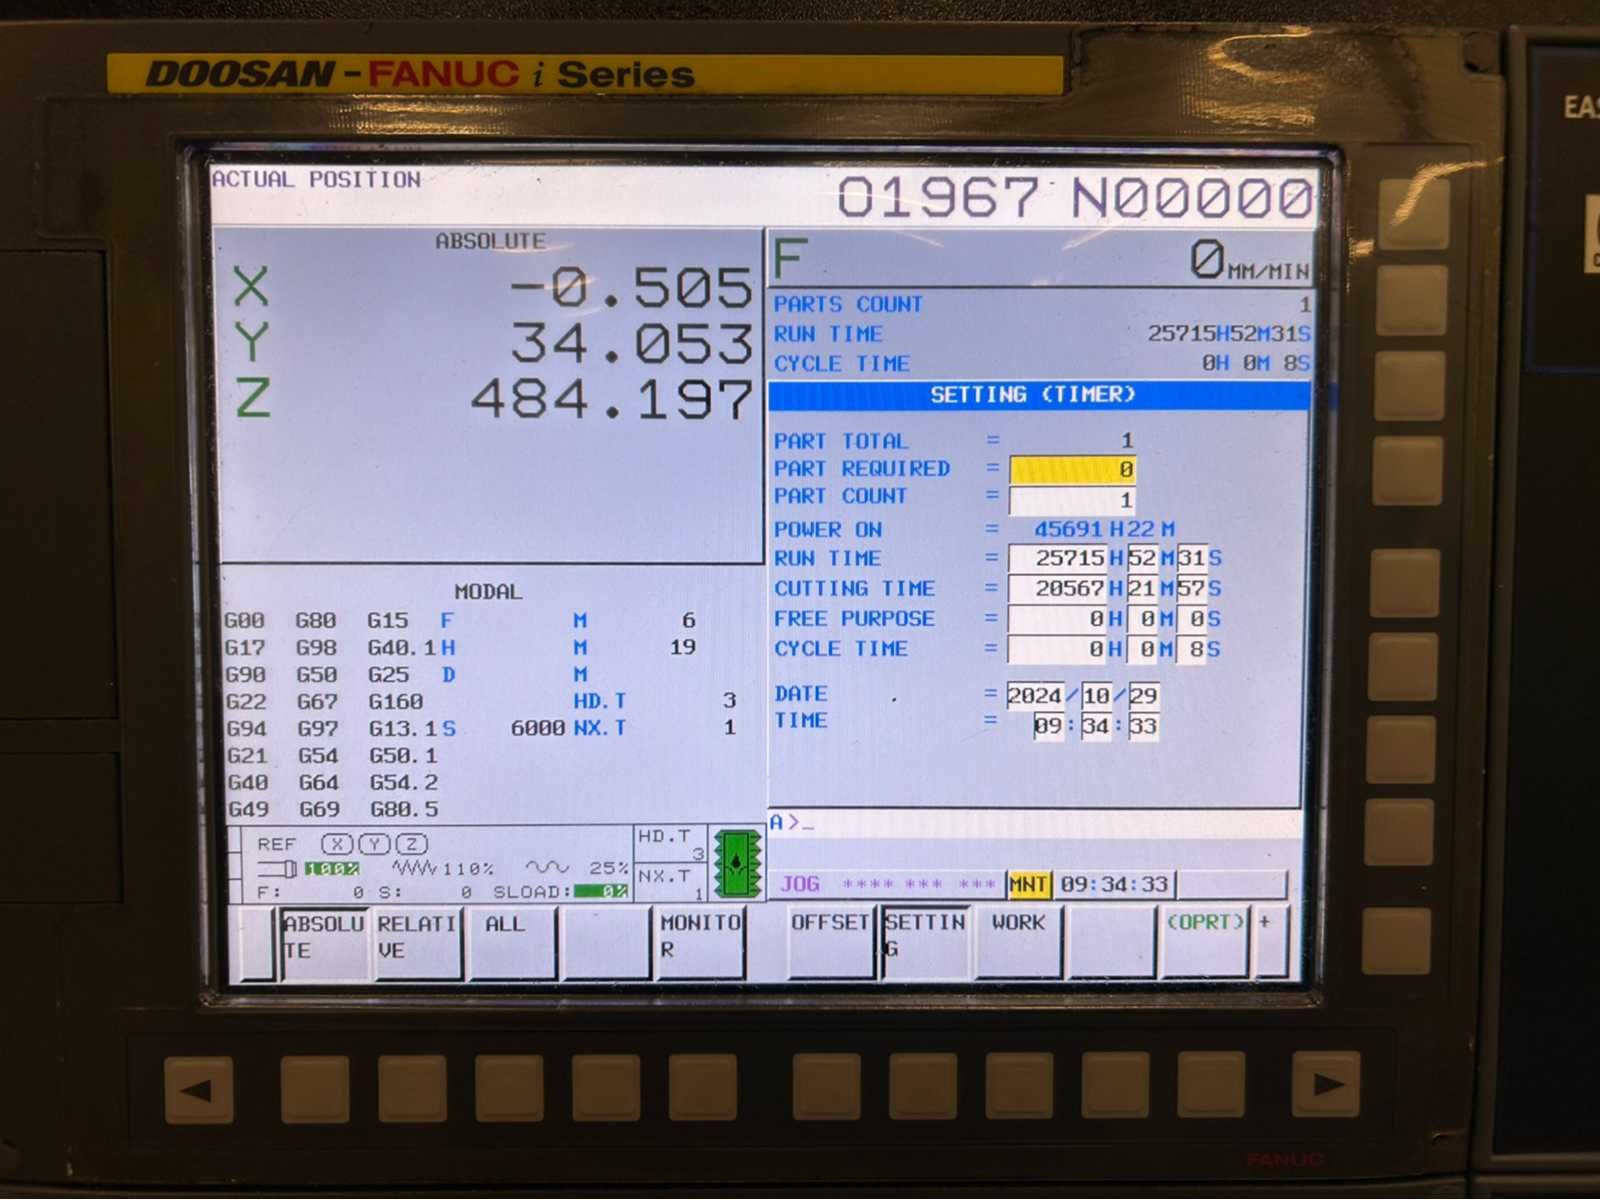 DOOSAN-FANUC i Series
EAS
ACTUAL POSITION
O1967 N00000
ABSOLUTE
X -0.505
Y 34.053
Z 484.197
F 0 MM/MIN
PARTS COUNT 1
RUN TIME 25715H52M31S
CYCLE TIME 0H 0M 8S
SETTING (TIMER)
PART TOTAL = 1
PART REQUIRED = 0
PART COUNT = 1
POWER ON = 45691 H 22 M
RUN TIME = 25715 H 52 M 31 S
CUTTING TIME = 20567 H 21 M 57 S
FREE PURPOSE = 0 H 0 M 0 S
CYCLE TIME = 0 H 0 M 8 S
DATE = 2024/10/29
TIME = 09:34:33
MODAL
G00 G80 G15 F M 6
G17 G98 G40.1 H M 19
G90 G50 G25 D M
G22 G67 G160 HD.T 3
G94 G97 G13.1 S 6000 NX.T 1
G21 G54 G50.1
G40 G64 G54.2
G49 G69 G80.5
A>_
REF X Y Z HD.T 3
100% 110% 25% NX.T 1
F: 0 S: 0 SLOAD: 0%
JOG **** *** *** MNT 09:34:33
ABSOLUTE RELATIVE ALL MONITOR OFFSET SETTING WORK (OPRT) +
FANUC